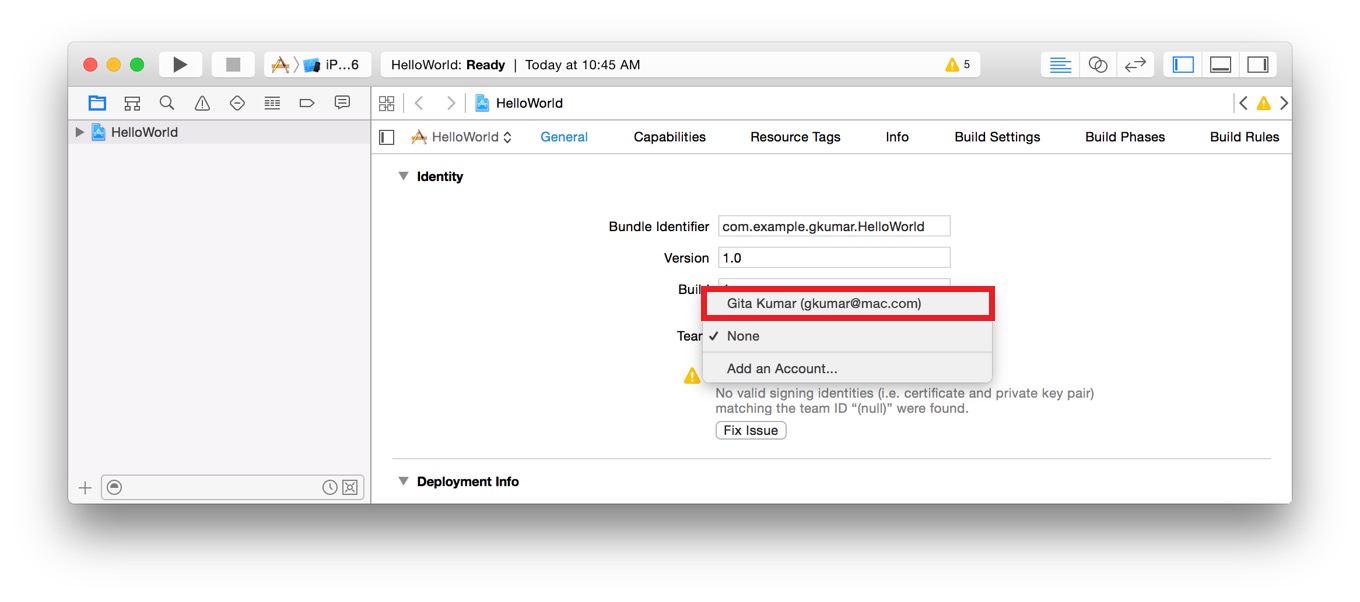 iP...6
HelloWorld: Ready | Today at 10:45 AM
5
HelloWorld
HelloWorld
HelloWorld
General
Capabilities
Resource Tags
Info
Build Settings
Build Phases
Build Rules
Identity
Bundle Identifier
com.example.gkumar.HelloWorld
Version
1.0
Gita Kumar (gkumar@mac.com)
None
Add an Account...
No valid signing identities (i.e. certificate and private key pair)
matching the team ID “(null)” were found.
Fix Issue
Deployment Info